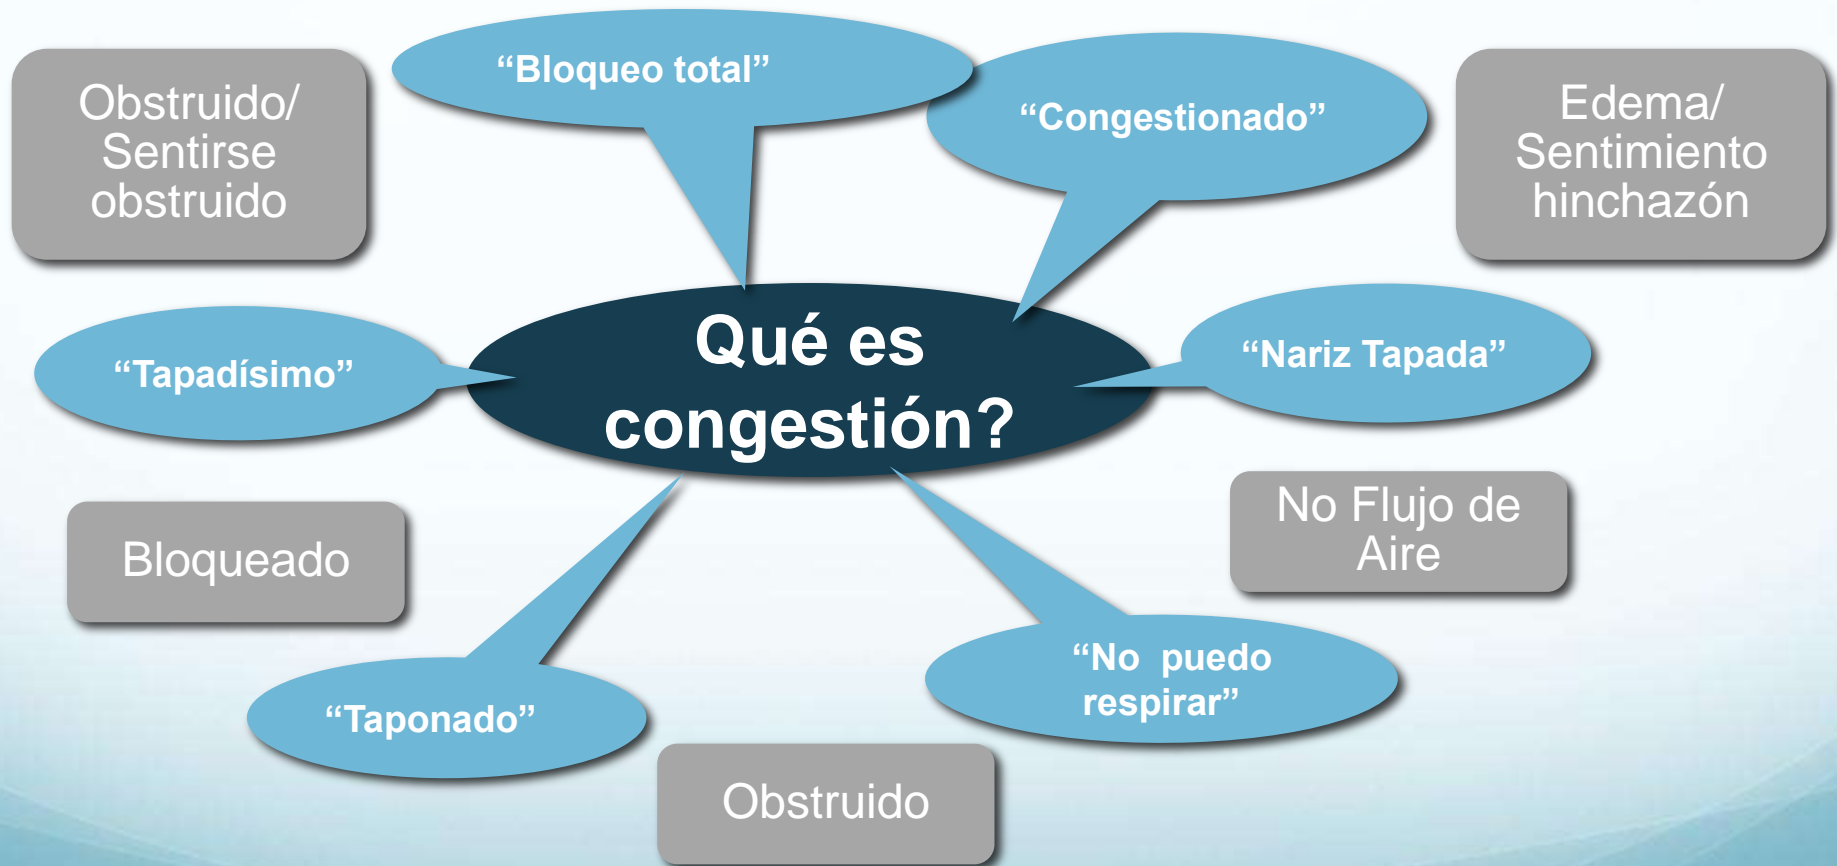 “Bloqueo total”
“Congestionado”
Obstruido/
Sentirse
obstruido
Edema/
Sentimiento
hinchazón
Qué es
congestión?
“Tapadísimo”
“Nariz Tapada”
Bloqueado
No Flujo de
Aire
“Taponado”
“No puedo
respirar”
Obstruido